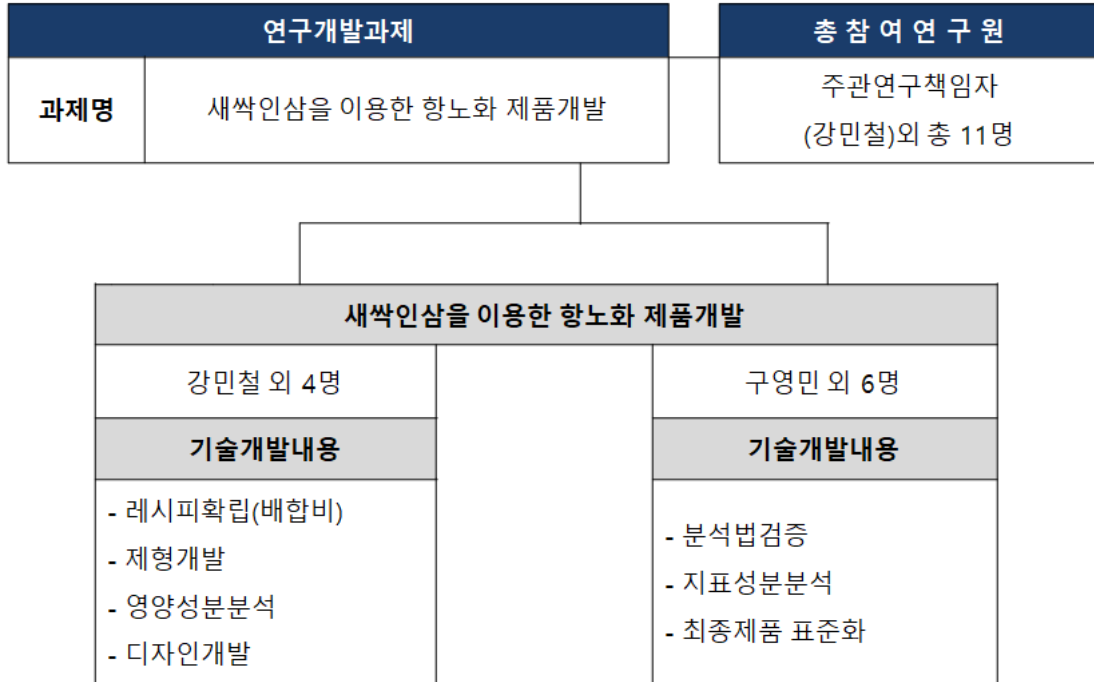 연구개발과제
총 참 여 연 구 원
과제명
새싹인삼을 이용한 항노화 제품개발
주관연구책임자
(강민철)외 총 11명
새싹인삼을 이용한 항노화 제품개발
강민철 외 4명
구영민 외 6명
기술개발내용
기술개발내용
- 레시피확립(배합비)
- 제형개발
- 영양성분분석
- 디자인개발
- 분석법검증
- 지표성분분석
- 최종제품 표준화